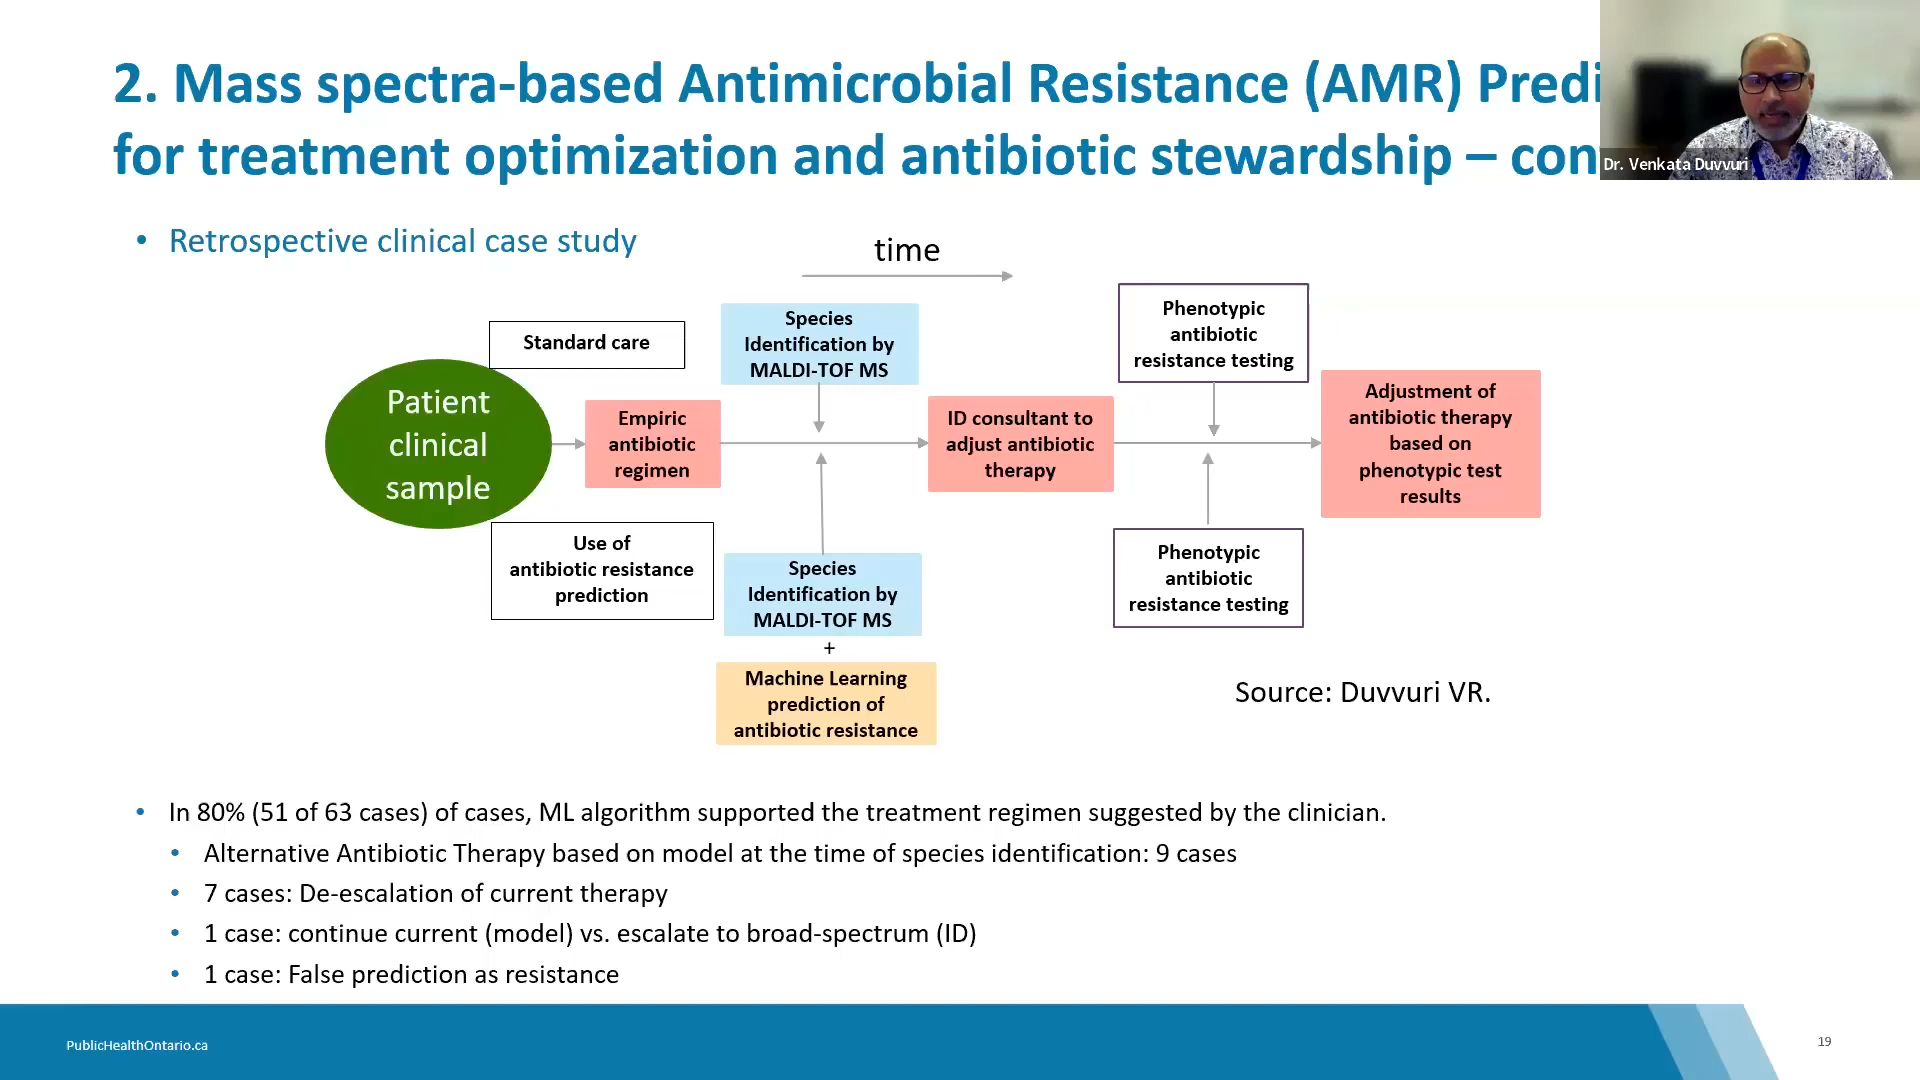 2. Mass spectra-based Antimicrobial Resistance (AMR)
for treatment optimization and antibiotic stewardship –
Dr. Venkata Duvvuri
• Retrospective clinical case study
time
Standard care
Species
Identification by
MALDI-TOF MS
Phenotypic
antibiotic
resistance testing
Patient
clinical
sample
Empiric
antibiotic
regimen
ID consultant to
adjust antibiotic
therapy
Adjustment of
antibiotic therapy
based on
phenotypic test
results
Use of
antibiotic resistance
prediction
Species
Identification by
MALDI-TOF MS
+
Machine Learning
prediction of
antibiotic resistance
Phenotypic
antibiotic
resistance testing
Source: Duvvuri VR.
• In 80% (51 of 63 cases) of cases, ML algorithm supported the treatment regimen suggested by the clinician.
• Alternative Antibiotic Therapy based on model at the time of species identification: 9 cases
• 7 cases: De-escalation of current therapy
• 1 case: continue current (model) vs. escalate to broad-spectrum (ID)
• 1 case: False prediction as resistance
PublicHealthOntario.ca
19